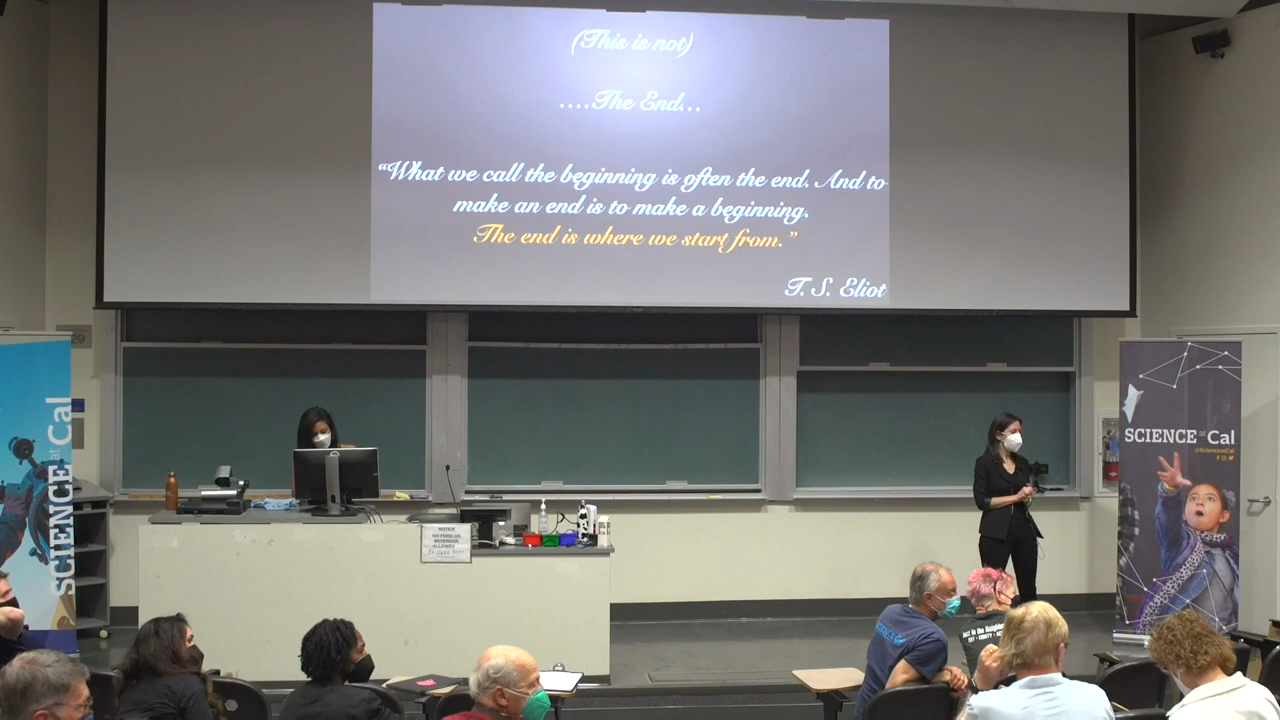 (This is not)
....The End...
“What we call the beginning is often the end. And to
make an end is to make a beginning.
The end is where we start from.”
T. S. Eliot
29
SCIENCE at Cal
SCIENCE at Cal
@ScienceatCal
NOTICE
NO FOOD OR
BEVERAGE
ALLOWED